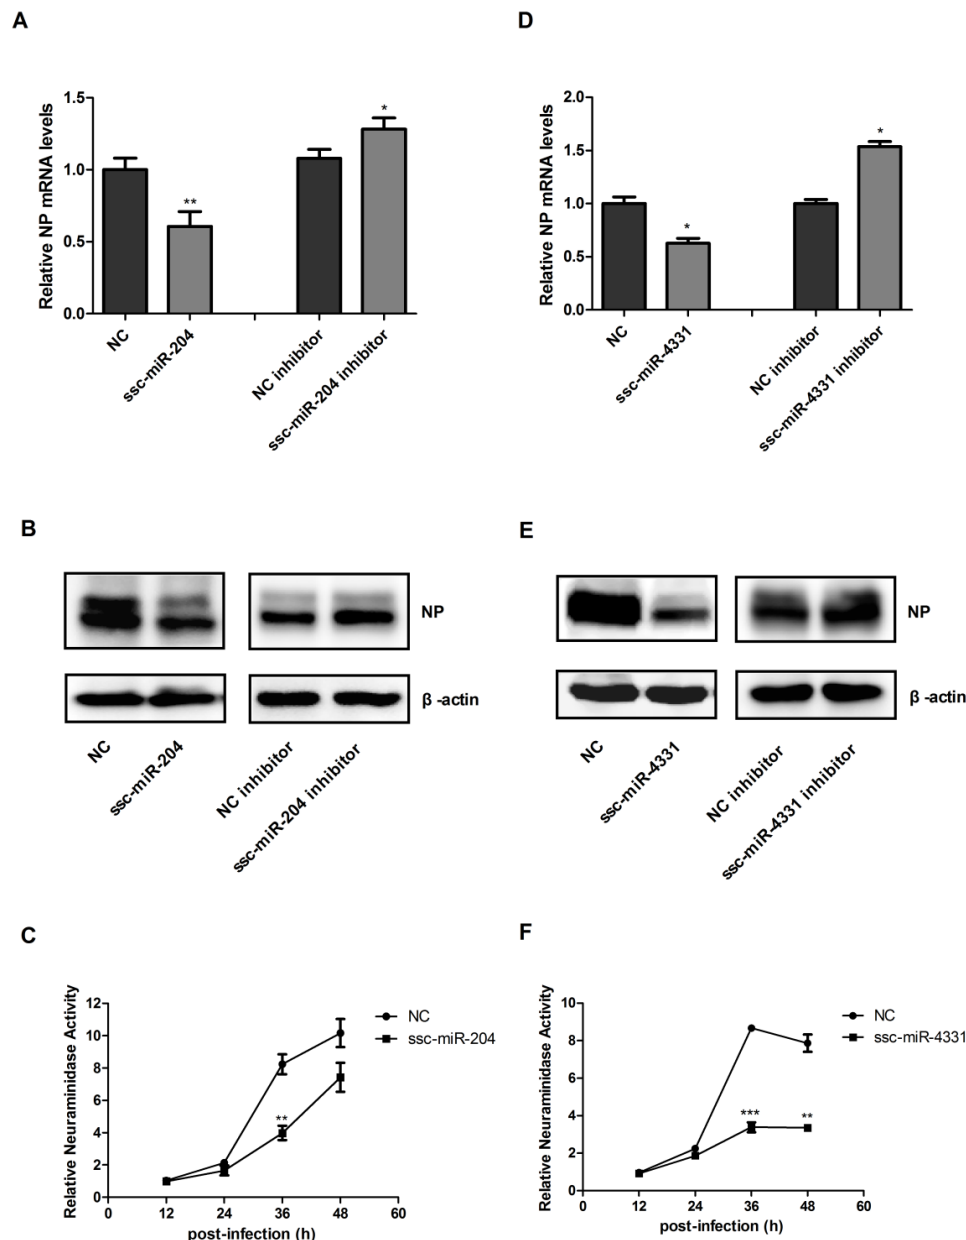 A
Relative NP mRNA levels
1.5
1.0
0.5
0.0
**
*
NC
ssc-miR-204
NC inhibitor
ssc-miR-204 inhibitor
D
Relative NP mRNA levels
2.0
1.5
1.0
0.5
0.0
*
*
NC
ssc-miR-4331
NC inhibitor
ssc-miR-4331 inhibitor
B
NP
β -actin
NC
ssc-miR-204
NC inhibitor
ssc-miR-204 inhibitor
E
NP
β -actin
NC
ssc-miR-4331
NC inhibitor
ssc-miR-4331 inhibitor
C
Relative Neuraminidase Activity
12
10
8
6
4
2
0
**
NC
ssc-miR-204
0 12 24 36 48 60
post-infection (h)
F
Relative Neuraminidase Activity
10
8
6
4
2
0
***
**
NC
ssc-miR-4331
0 12 24 36 48 60
post-infection (h)